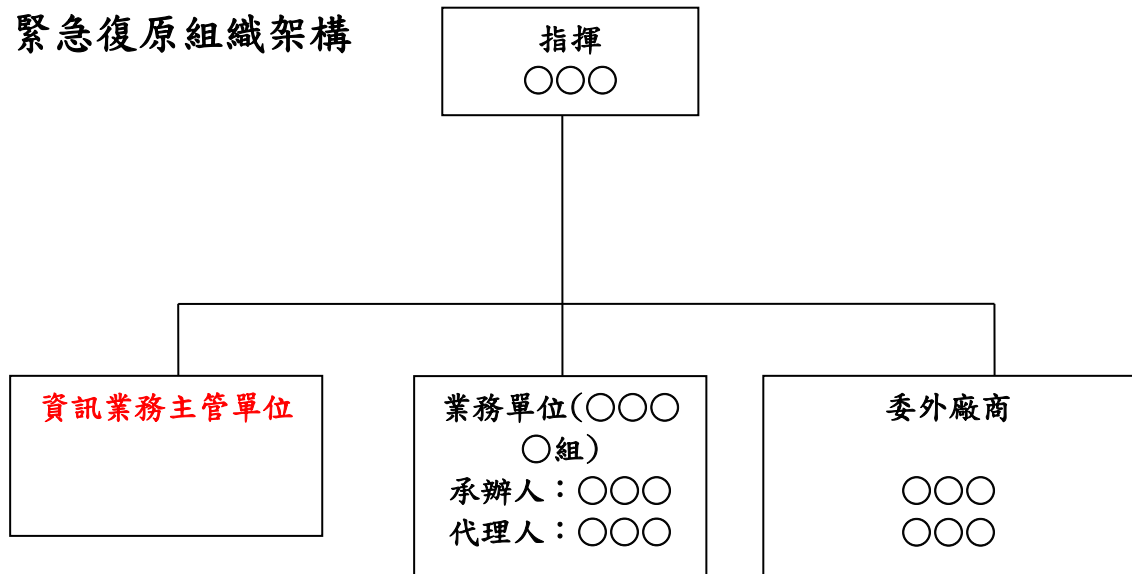 緊急復原組織架構
指揮
○○○
資訊業務主管單位
業務單位(○○○
○組)
承辦人：○○○
代理人：○○○
委外廠商
○○○
○○○